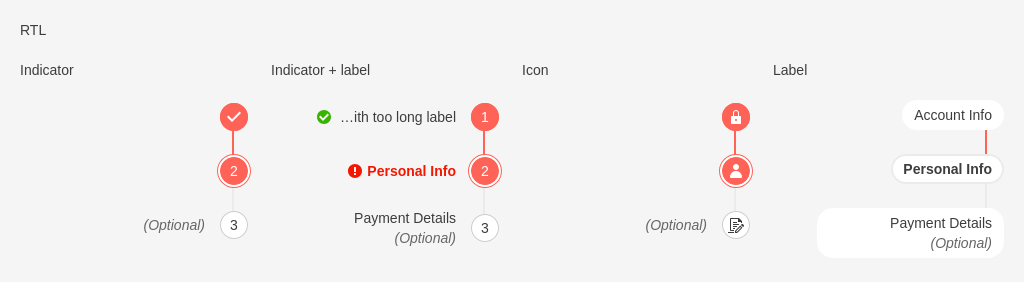 RTL
Indicator
2
(Optional) 3
Indicator + label
…ith too long label 1
Personal Info 2
Payment Details 3
(Optional)
Icon
(Optional)
Label
Account Info
Personal Info
Payment Details
(Optional)